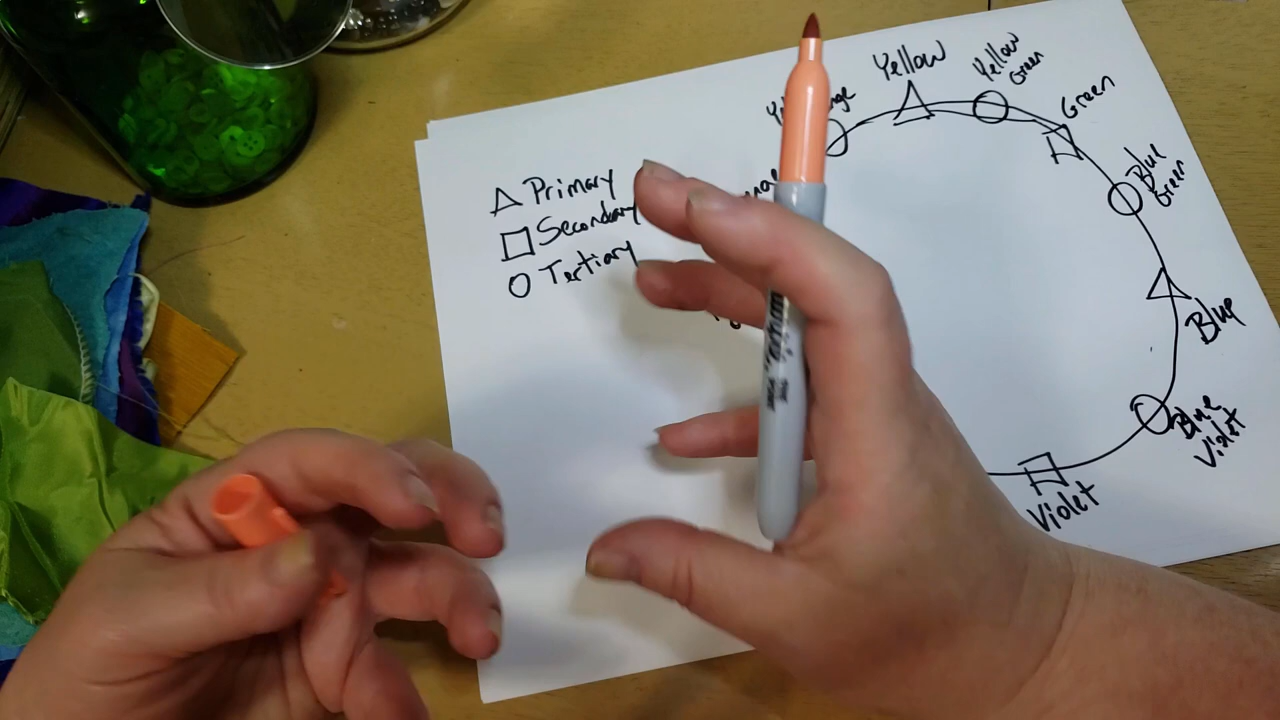 Yellow
Yellow
Green
Green
Blue
Green
△ Primary
□ Secondary
○ Tertiary
Blue
Blue
Violet
Violet